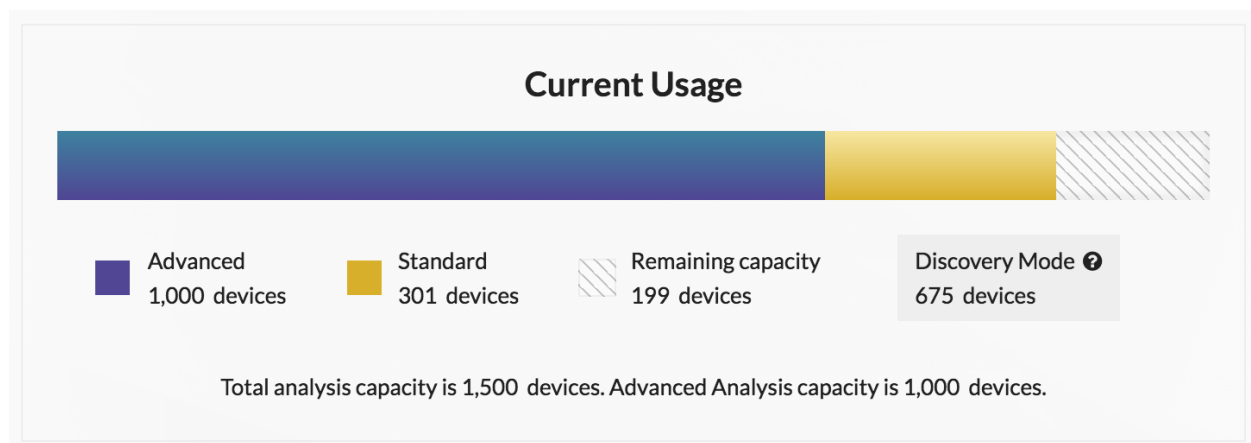 Current Usage
Advanced
1,000 devices
Standard
301 devices
Remaining capacity
199 devices
Discovery Mode ?
675 devices
Total analysis capacity is 1,500 devices. Advanced Analysis capacity is 1,000 devices.